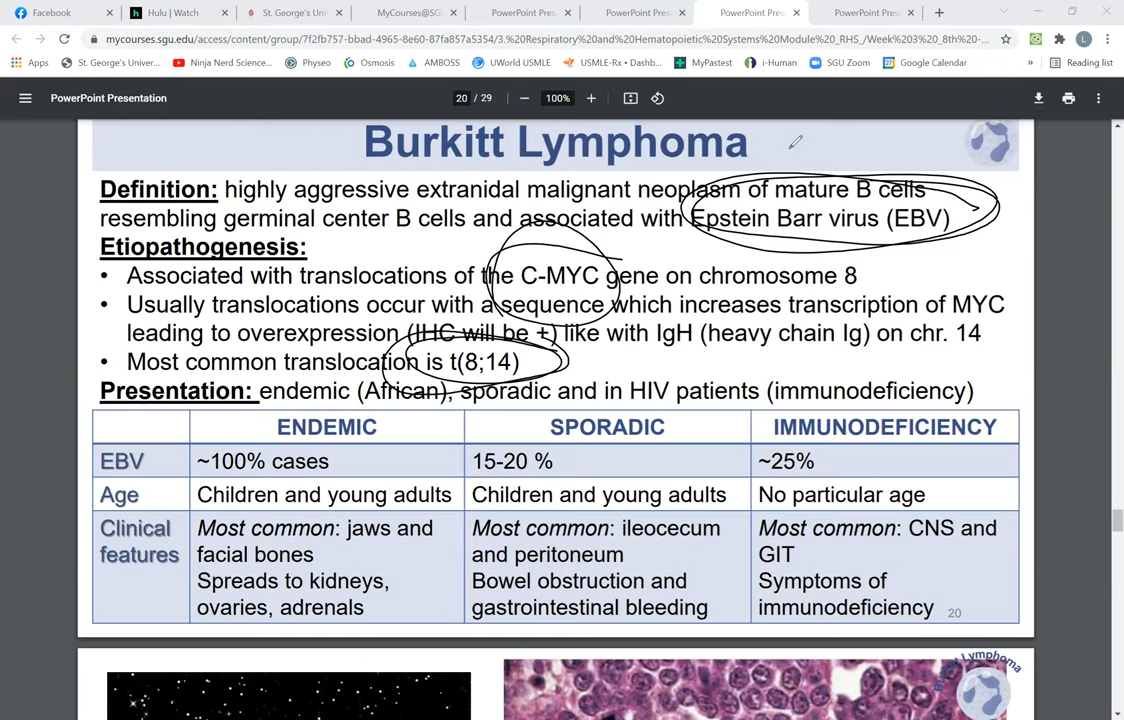 Facebook
Hulu | Watch
St. George's Uni
MyCourses@SG
PowerPoint Pres
PowerPoint Pres
PowerPoint Pres
PowerPoint Pres
mycourses.sgu.edu/access/content/group/7f2fb757-bbad-4965-8e60-87fa857a5354/3.%20Respiratory%20and%20Hematopoietic%20Systems%20Module%20_RHS_/Week%203%20_8th%20-...
L
Apps
St. George's Univer...
Ninja Nerd Science...
Physeo
Osmosis
AMBOSS
UWorld USMLE
USMLE-Rx • Dashb...
MyPastest
i-Human
SGU Zoom
Google Calendar
»
Reading list
PowerPoint Presentation
20 / 29
100%
Burkitt Lymphoma
Definition: highly aggressive extranidal malignant neoplasm of mature B cells
resembling germinal center B cells and associated with Epstein Barr virus (EBV)
Etiopathogenesis:
• Associated with translocations of the C-MYC gene on chromosome 8
• Usually translocations occur with a sequence which increases transcription of MYC
leading to overexpression (IHC will be +) like with IgH (heavy chain Ig) on chr. 14
• Most common translocation is t(8;14)
Presentation: endemic (African), sporadic and in HIV patients (immunodeficiency)
ENDEMIC SPORADIC IMMUNODEFICIENCY
EBV ~100% cases 15-20 % ~25%
Age Children and young adults Children and young adults No particular age
Clinical Most common: jaws and Most common: ileocecum Most common: CNS and
features facial bones and peritoneum GIT
Spreads to kidneys, Bowel obstruction and Symptoms of
ovaries, adrenals gastrointestinal bleeding immunodeficiency
20
Burkitt Lymphoma